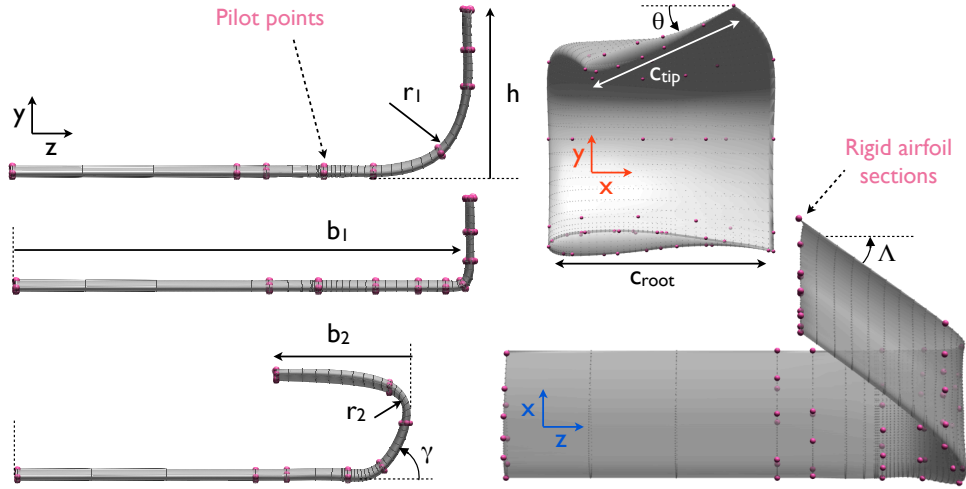 Pilot points
y
z
r1
h
b1
b2
r2
γ
θ
ctip
y
x
croot
Rigid airfoil
sections
Λ
x
z